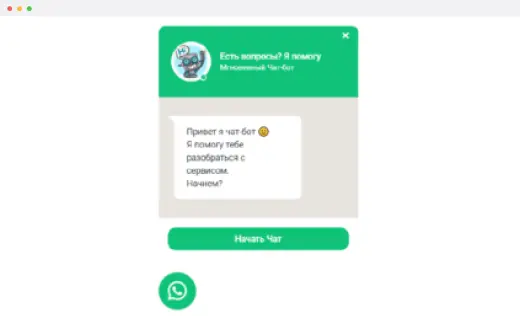 Есть вопросы? Я помогу
Мгновенный Чат-бот
Привет я чат-бот
Я помогу тебе
разобраться с
сервисом.
Начнем?
Начать Чат